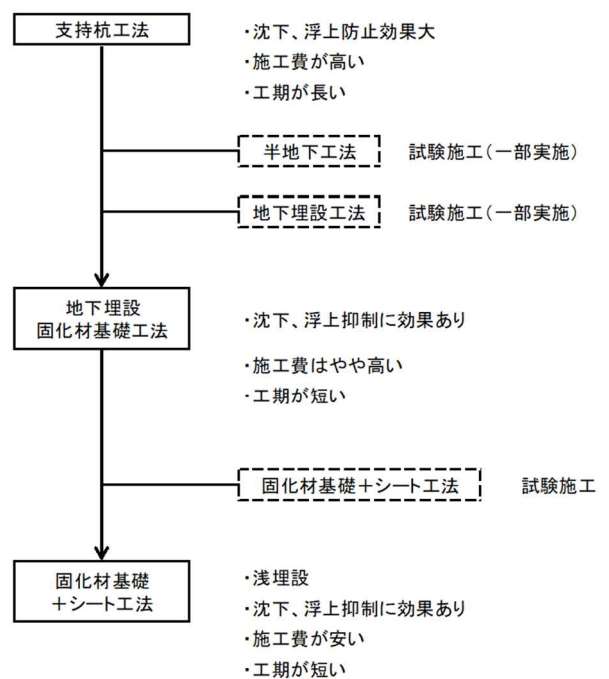 支持杭工法
・沈下、浮上防止効果大
・施工費が高い
・工期が長い
半地下工法
試験施工（一部実施）
地下埋設工法
試験施工（一部実施）
地下埋設
固化材基礎工法
・沈下、浮上抑制に効果あり
・施工費はやや高い
・工期が短い
固化材基礎＋シート工法
試験施工
固化材基礎
＋シート工法
・浅埋設
・沈下、浮上抑制に効果あり
・施工費が安い
・工期が短い